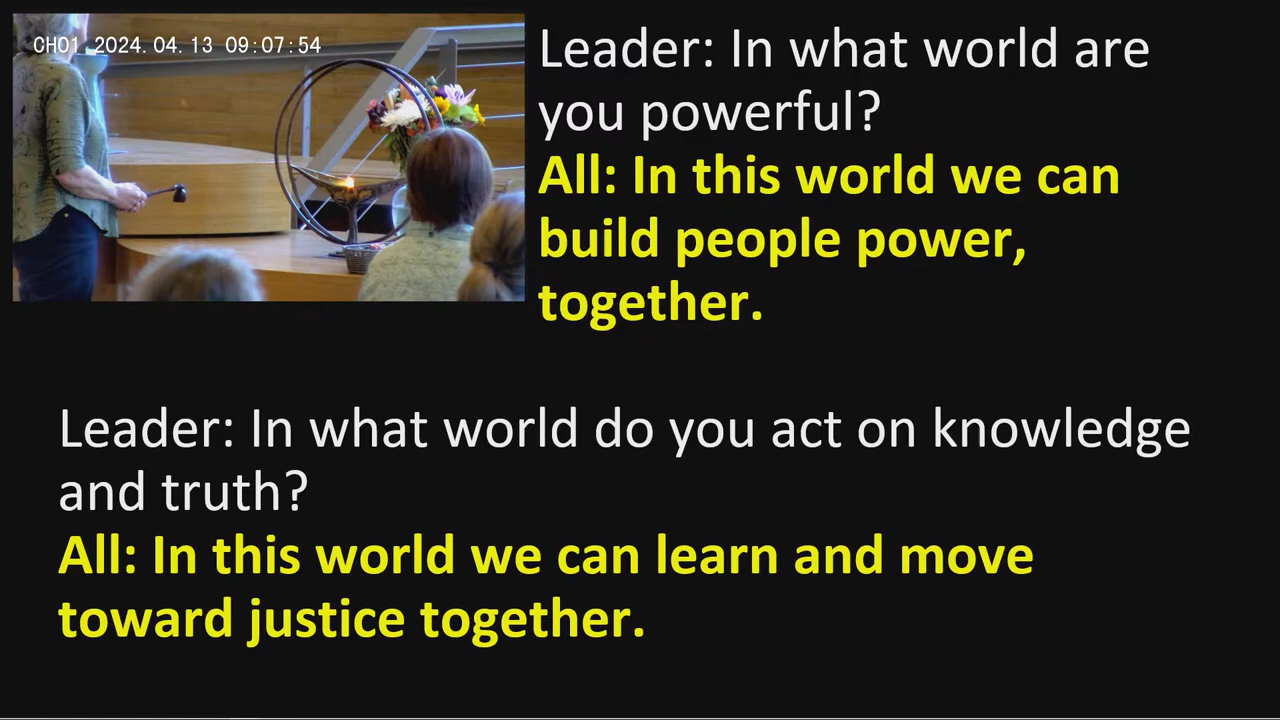 CH01 2024.04.13 09:07:54
Leader: In what world are
you powerful?
All: In this world we can
build people power,
together.
Leader: In what world do you act on knowledge
and truth?
All: In this world we can learn and move
toward justice together.